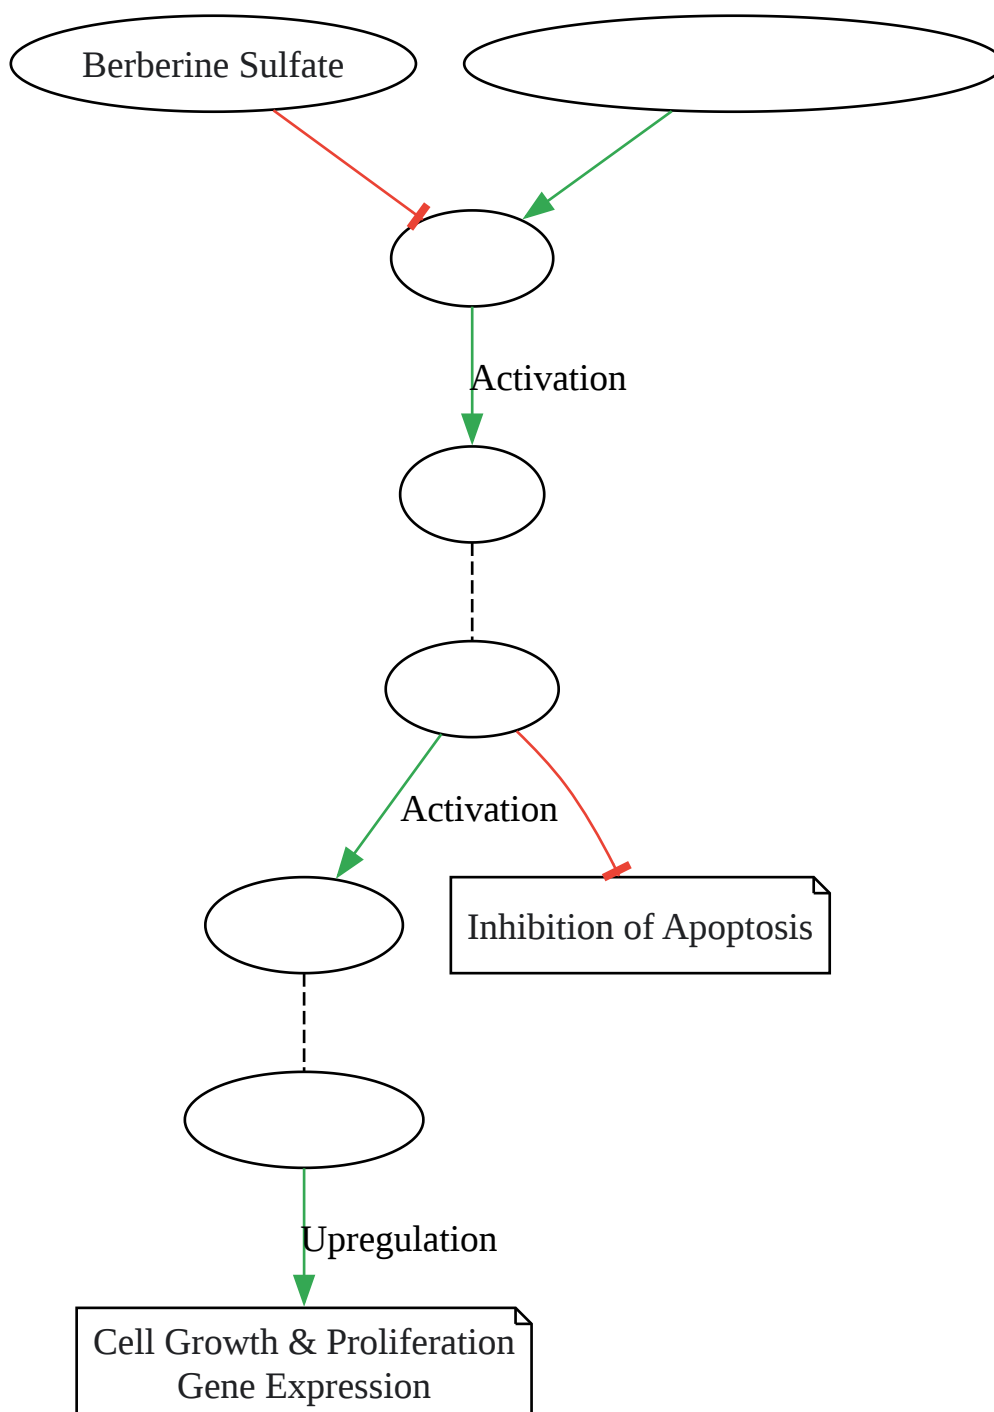 Berberine Sulfate
Activation
Activation
Inhibition of Apoptosis
Upregulation
Cell Growth & Proliferation
Gene Expression